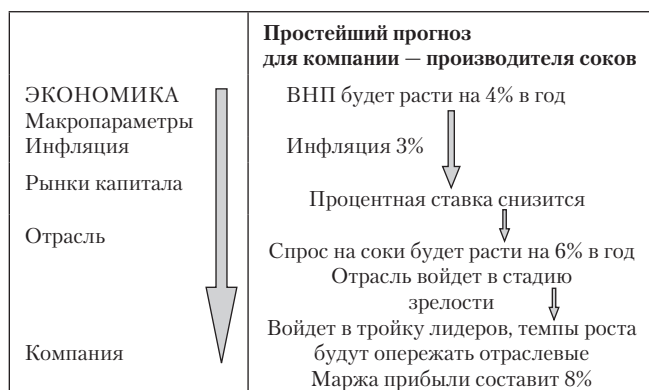 Простейший прогноз
для компании — производителя соков
ЭКОНОМИКА
Макропараметры
Инфляция
Рынки капитала
Отрасль
Компания
ВНП будет расти на 4% в год
Инфляция 3%
Процентная ставка снизится
Спрос на соки будет расти на 6% в год
Отрасль войдет в стадию
зрелости
Войдет в тройку лидеров, темпы роста
будут опережать отраслевые
Маржа прибыли составит 8%